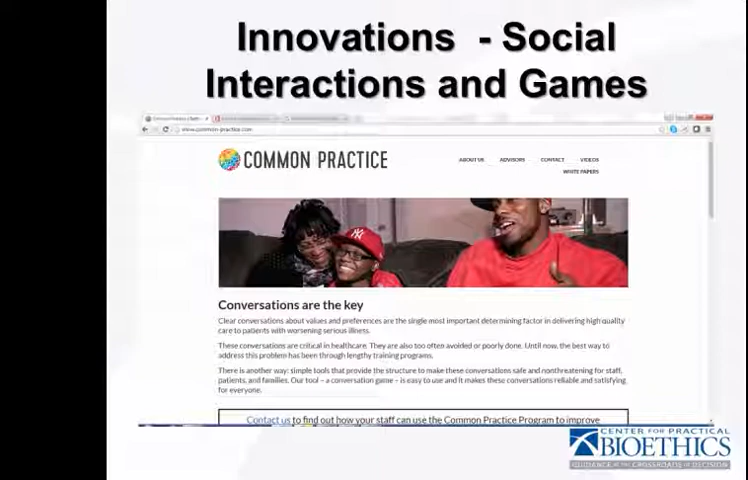 Innovations - Social
Interactions and Games
www.common-practice.com
COMMON PRACTICE
ABOUT US ADVISORS CONTACT VIDEOS
WHITE PAPERS
Conversations are the key
Clear conversations about values and preferences are the single most important determining factor in delivering high quality
care to patients with worsening serious illness.
These conversations are critical in healthcare. They are also too often avoided or poorly done. Until now, the best way to
address this problem has been through lengthy training programs.
There is another way: simple tools that provide the structure to make these conversations safe and nonthreatening for staff,
patients, and families. Our tool – a conversation game – is easy to use and it makes these conversations reliable and satisfying
for everyone.
Contact us to find out how your staff can use the Common Practice Program to improve
CENTER FOR PRACTICAL
BIOETHICS
GUIDANCE AT THE CROSSROADS OF DECISION